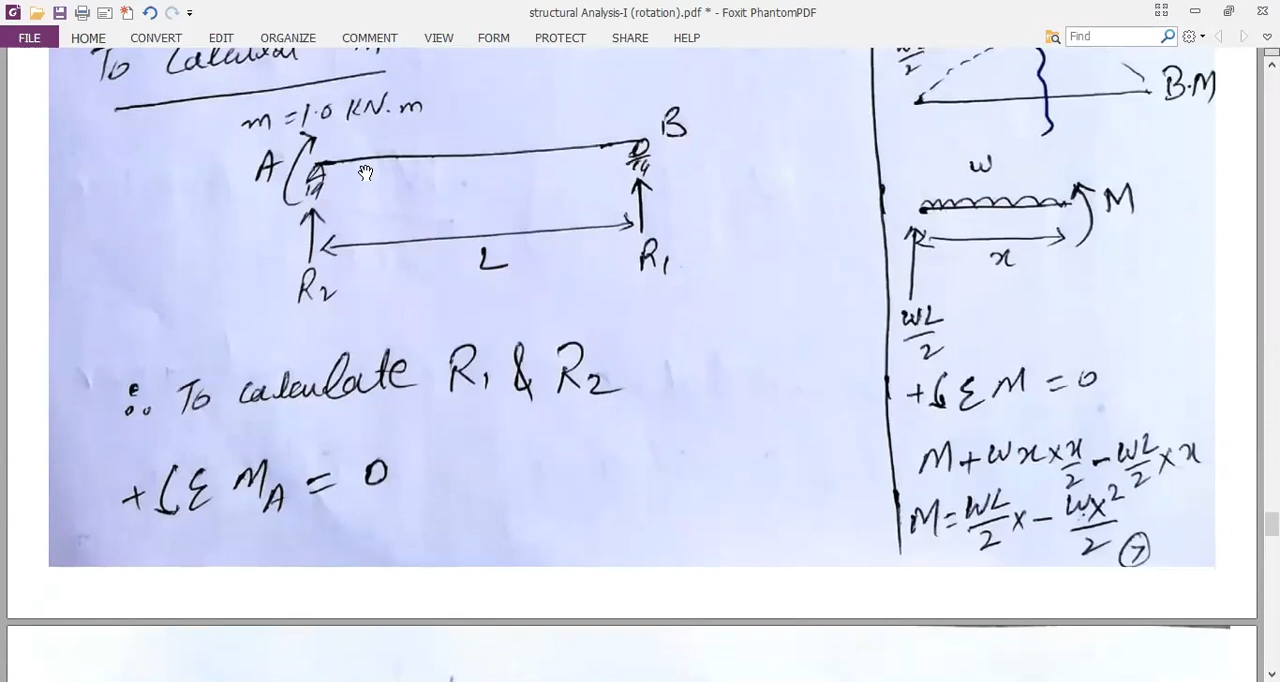 structural Analysis-I (rotation).pdf * - Foxit PhantomPDF
FILE HOME CONVERT EDIT ORGANIZE COMMENT VIEW FORM PROTECT SHARE HELP Find
To
m = 1.0 KN.m
A B
R2 L R1
∴ To calculate R1 & R2
+ Σ MA = 0
B.M
w
M
x
wL/2
+ Σ M = 0
M + wx × x/2 - wL/2 × x
M = wL/2 x - wx²/2
7